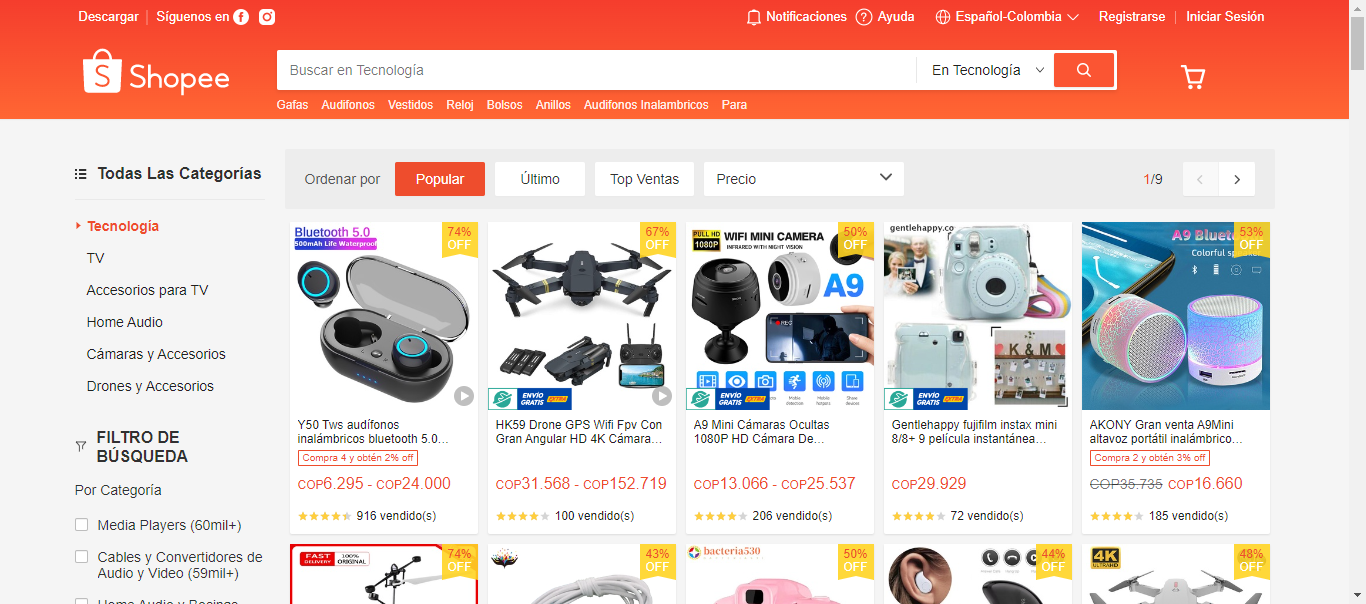 Descargar
Síguenos en
Notificaciones
Ayuda
Español-Colombia
Registrarse
Iniciar Sesión
S
Shopee
Buscar en Tecnología
En Tecnología
Gafas Audifonos Vestidos Reloj Bolsos Anillos Audifonos Inalambricos Para
Todas Las Categorías
Tecnología
TV
Accesorios para TV
Home Audio
Cámaras y Accesorios
Drones y Accesorios
FILTRO DE
BÚSQUEDA
Por Categoría
Media Players (60mil+)
Cables y Convertidores de
Audio y Video (59mil+)
Ordenar por
Popular
Último
Top Ventas
Precio
1/9
Bluetooth 5.0
500mAh Life Waterproof
74%
OFF
Y50 Tws audífonos
inalámbricos bluetooth 5.0...
Compra 4 y obtén 2% off
COP6.295 - COP24.000
916 vendido(s)
67%
OFF
ENVÍO
GRATIS EXTRA
HK59 Drone GPS Wifi Fpv Con
Gran Angular HD 4K Cámara...
COP31.568 - COP152.719
100 vendido(s)
FULL HD
1080P
WIFI MINI CAMERA
INFRARED WITH NIGHT VISION
50%
OFF
A9
REC
ENVÍO
GRATIS EXTRA
A9 Mini Cámaras Ocultas
1080P HD Cámara De...
COP13.066 - COP25.537
206 vendido(s)
gentlehappy.co
K & M
ENVÍO
GRATIS EXTRA
Gentlehappy fujifilm instax mini
8/8+ 9 película instantánea...
COP29.929
72 vendido(s)
A9
Colorful
53%
OFF
AKONY Gran venta A9Mini
altavoz portátil inalámbrico...
Compra 2 y obtén 3% off
COP35.735 COP16.660
185 vendido(s)
FAST
DELIVERY
100%
ORIGINAL
74%
OFF
43%
OFF
bacteria530
50%
OFF
44%
OFF
4K
ULTRAHD
48%
OFF